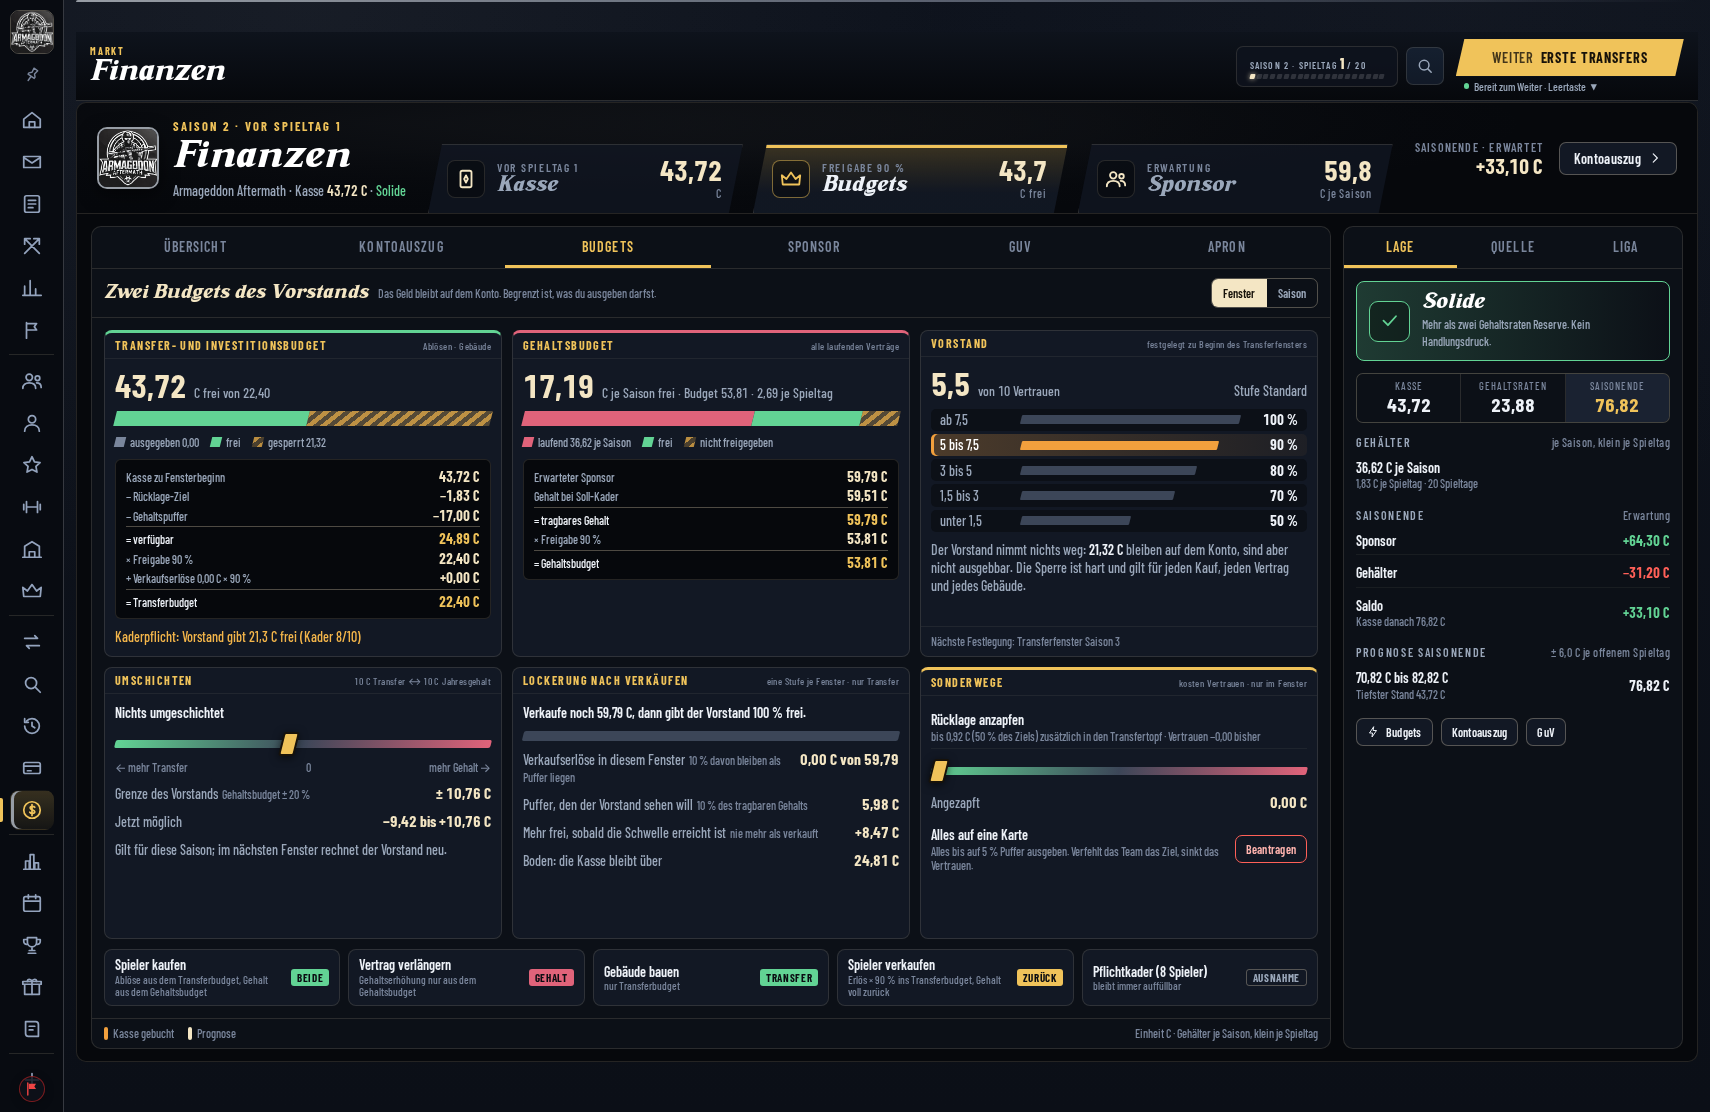 MARKT
Finanzen
SAISON 2 · SPIELTAG 1 / 20
WEITER ERSTE TRANSFERS
Bereit zum Weiter · Leertaste ▼
ARMAGEDDON
SAISON 2 · VOR SPIELTAG 1
Finanzen
Armageddon Aftermath · Kasse 43,72 C · Solide
VOR SPIELTAG 1
Kasse
43,72
C
FREIGABE 90 %
Budgets
43,7
C frei
ERWARTUNG
Sponsor
59,8
C je Saison
SAISONENDE · ERWARTET
+33,10 C
Kontoauszug
ÜBERSICHT
KONTOAUSZUG
BUDGETS
SPONSOR
GUV
APRON
LAGE
QUELLE
LIGA
Zwei Budgets des Vorstands Das Geld bleibt auf dem Konto. Begrenzt ist, was du ausgeben darfst.
Fenster
Saison
TRANSFER- UND INVESTITIONSBUDGET
Ablösen · Gebäude
43,72 C frei von 22,40
ausgegeben 0,00 frei gesperrt 21,32
Kasse zu Fensterbeginn 43,72 C
– Rücklage-Ziel –1,83 C
– Gehaltspuffer –17,00 C
= verfügbar 24,89 C
× Freigabe 90 % 22,40 C
+ Verkaufserlöse 0,00 C × 90 % +0,00 C
= Transferbudget 22,40 C
Kaderpflicht: Vorstand gibt 21,3 C frei (Kader 8/10)
GEHALTSBUDGET
alle laufenden Verträge
17,19 C je Saison frei · Budget 53,81 · 2,69 je Spieltag
laufend 36,62 je Saison frei nicht freigegeben
Erwarteter Sponsor 59,79 C
Gehalt bei Soll-Kader 59,51 C
= tragbares Gehalt 59,79 C
× Freigabe 90 % 53,81 C
= Gehaltsbudget 53,81 C
VORSTAND
festgelegt zu Beginn des Transferfensters
5,5 von 10 Vertrauen
Stufe Standard
ab 7,5 100 %
5 bis 7,5 90 %
3 bis 5 80 %
1,5 bis 3 70 %
unter 1,5 50 %
Der Vorstand nimmt nichts weg: 21,32 C bleiben auf dem Konto, sind aber
nicht ausgebbar. Die Sperre ist hart und gilt für jeden Kauf, jeden Vertrag
und jedes Gebäude.
Nächste Festlegung: Transferfenster Saison 3
UMSCHICHTEN
10 C Transfer ↔ 10 C Jahresgehalt
Nichts umgeschichtet
← mehr Transfer 0 mehr Gehalt →
Grenze des Vorstands Gehaltsbudget ± 20 % ± 10,76 C
Jetzt möglich –9,42 bis +10,76 C
Gilt für diese Saison; im nächsten Fenster rechnet der Vorstand neu.
LOCKERUNG NACH VERKÄUFEN
eine Stufe je Fenster · nur Transfer
Verkaufe noch 59,79 C, dann gibt der Vorstand 100 % frei.
Verkaufserlöse in diesem Fenster 10 % davon bleiben als 0,00 C von 59,79
Puffer liegen
Puffer, den der Vorstand sehen will 10 % des tragbaren Gehalts 5,98 C
Mehr frei, sobald die Schwelle erreicht ist nie mehr als verkauft +8,47 C
Boden: die Kasse bleibt über 24,81 C
SONDERWEGE
kosten Vertrauen · nur im Fenster
Rücklage anzapfen
bis 0,92 C (50 % des Ziels) zusätzlich in den Transfertopf · Vertrauen –0,00 bisher
Angezapft 0,00 C
Alles auf eine Karte
Alles bis auf 5 % Puffer ausgeben. Verfehlt das Team das Ziel, sinkt das
Vertrauen.
Beantragen
Spieler kaufen
Ablöse aus dem Transferbudget, Gehalt
aus dem Gehaltsbudget
BEIDE
Vertrag verlängern
Gehaltserhöhung nur aus dem
Gehaltsbudget
GEHALT
Gebäude bauen
nur Transferbudget
TRANSFER
Spieler verkaufen
Erlös × 90 % ins Transferbudget, Gehalt
voll zurück
ZURÜCK
Pflichtkader (8 Spieler)
bleibt immer auffüllbar
AUSNAHME
Kasse gebucht Prognose
Einheit C · Gehälter je Saison, klein je Spieltag
Solide
Mehr als zwei Gehaltsraten Reserve. Kein
Handlungsdruck.
KASSE
43,72
GEHALTSRATEN
23,88
SAISONENDE
76,82
GEHÄLTER je Saison, klein je Spieltag
36,62 C je Saison
1,83 C je Spieltag · 20 Spieltage
SAISONENDE Erwartung
Sponsor +64,30 C
Gehälter –31,20 C
Saldo +33,10 C
Kasse danach 76,82 C
PROGNOSE SAISONENDE ± 6,0 C je offenem Spieltag
70,82 C bis 82,82 C 76,82 C
Tiefster Stand 43,72 C
Budgets
Kontoauszug
GuV